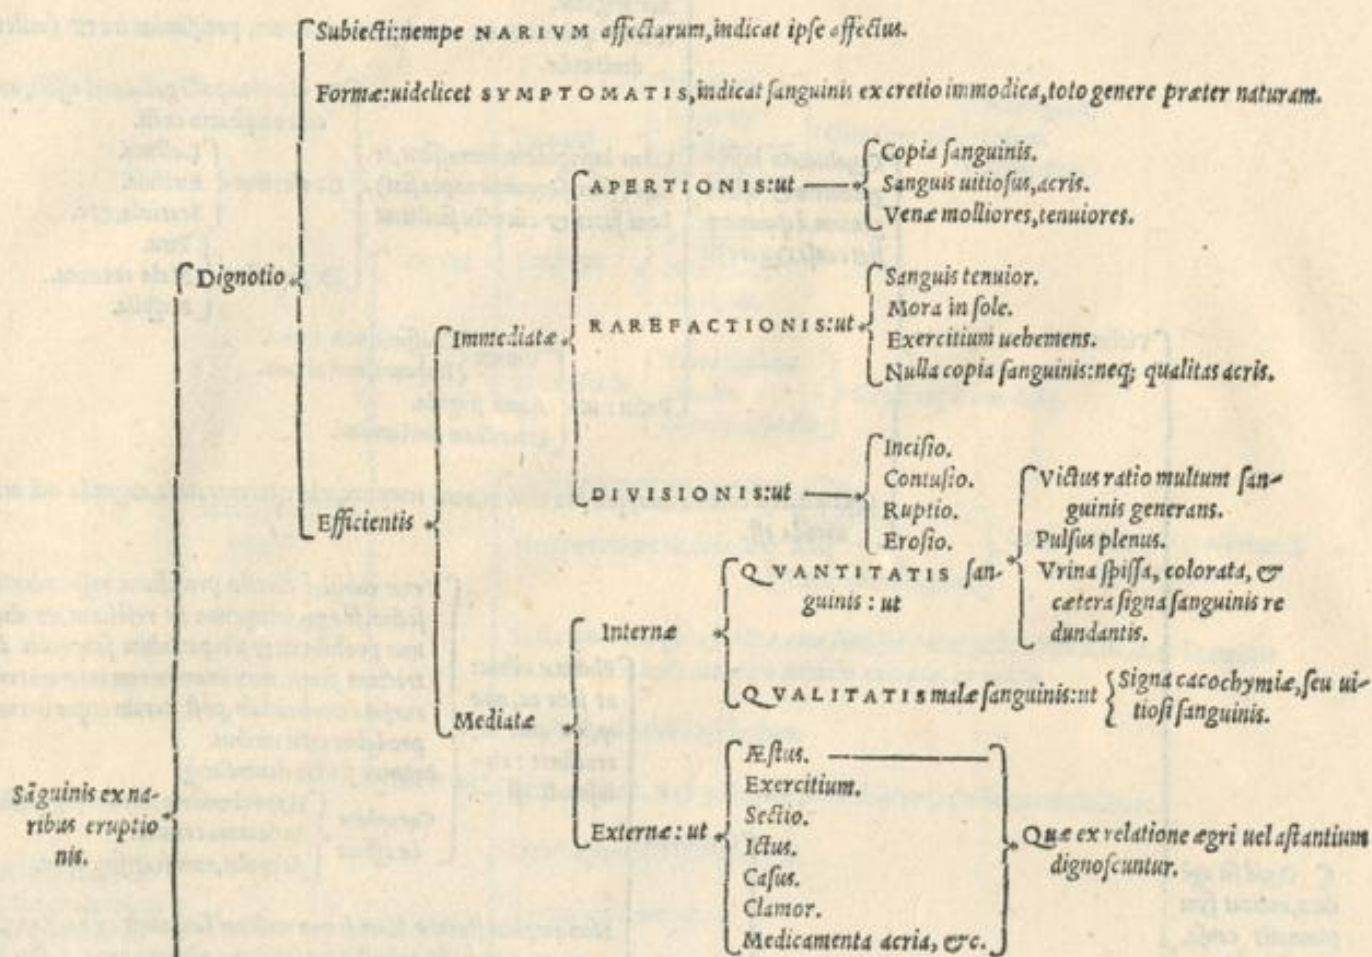 Subiecti:nempe NARIVM affectarum,indicat ipse affectus.
Formæ:uidelicet SYMPTOMATIS,indicat sanguinis excretio immodica,toto genere præter naturam.
Copia sanguinis.
APERTIONIS:ut
Sanguis uitiosus,acris.
Venæ molliores,tenuiores.
Dignotio
Sanguis tenuior.
Mora in sole.
RAREFACTIONIS:ut
Immediatæ
Exercitium uehemens.
Nulla copia sanguinis:neq; qualitas acris.
Incisio.
Contusio.
DIVISIONIS:ut
Ruptio.
Erosio.
Efficientis
Victus ratio multum san-
guinis generans.
Pulsus plenus.
QVANTITATIS san-
guinis : ut
Vrina spissa, colorata, &
cætera signa sanguinis re
dundantis.
Internæ
QVALITATIS malæ sanguinis:ut
Signa cacochymiæ,seu ui-
tiosi sanguinis.
Mediatæ
Æstus.
Exercitium.
Sectio.
Externæ: ut
Ictus.
Casus.
Clamor.
Medicamenta acria, &c.
Quæ ex relatione ægri uel astantium
dignoscuntur.
Sāguinis ex na-
ribus eruptio
nis.